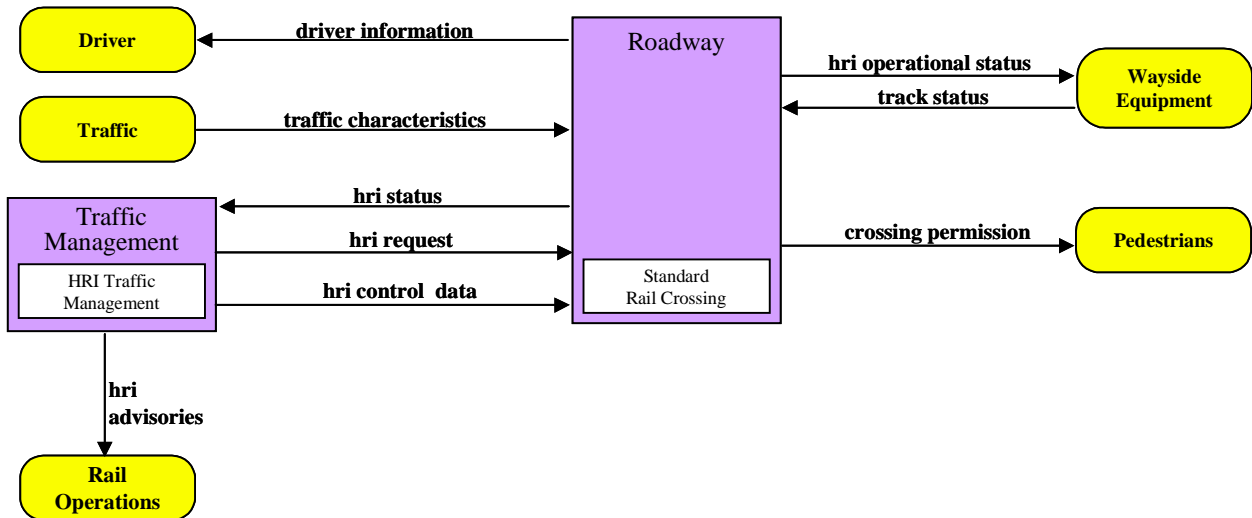 Driver
driver information
Roadway
hri operational status
Wayside
Equipment
track status
Traffic
traffic characteristics
hri status
Traffic
Management
hri request
crossing permission
Pedestrians
HRI Traffic
Management
Standard
Rail Crossing
hri control data
hri
advisories
Rail
Operations